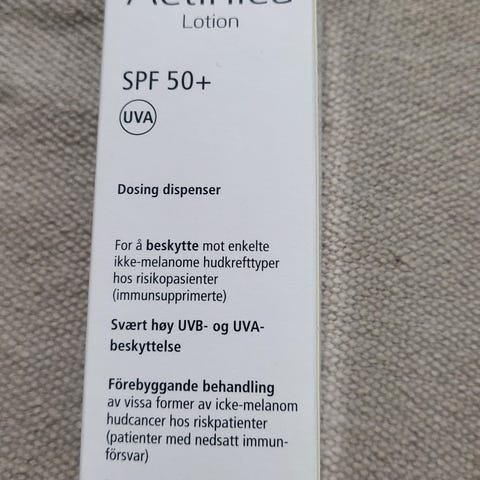 Lotion
SPF 50+
UVA
Dosing dispenser
For å beskytte mot enkelte
ikke-melanome hudkrefttyper
hos risikopasienter
(immunsupprimerte)
Svært høy UVB- og UVA-
beskyttelse
Förebyggande behandling
av vissa former av icke-melanom
hudcancer hos riskpatienter
(patienter med nedsatt immun-
försvar)